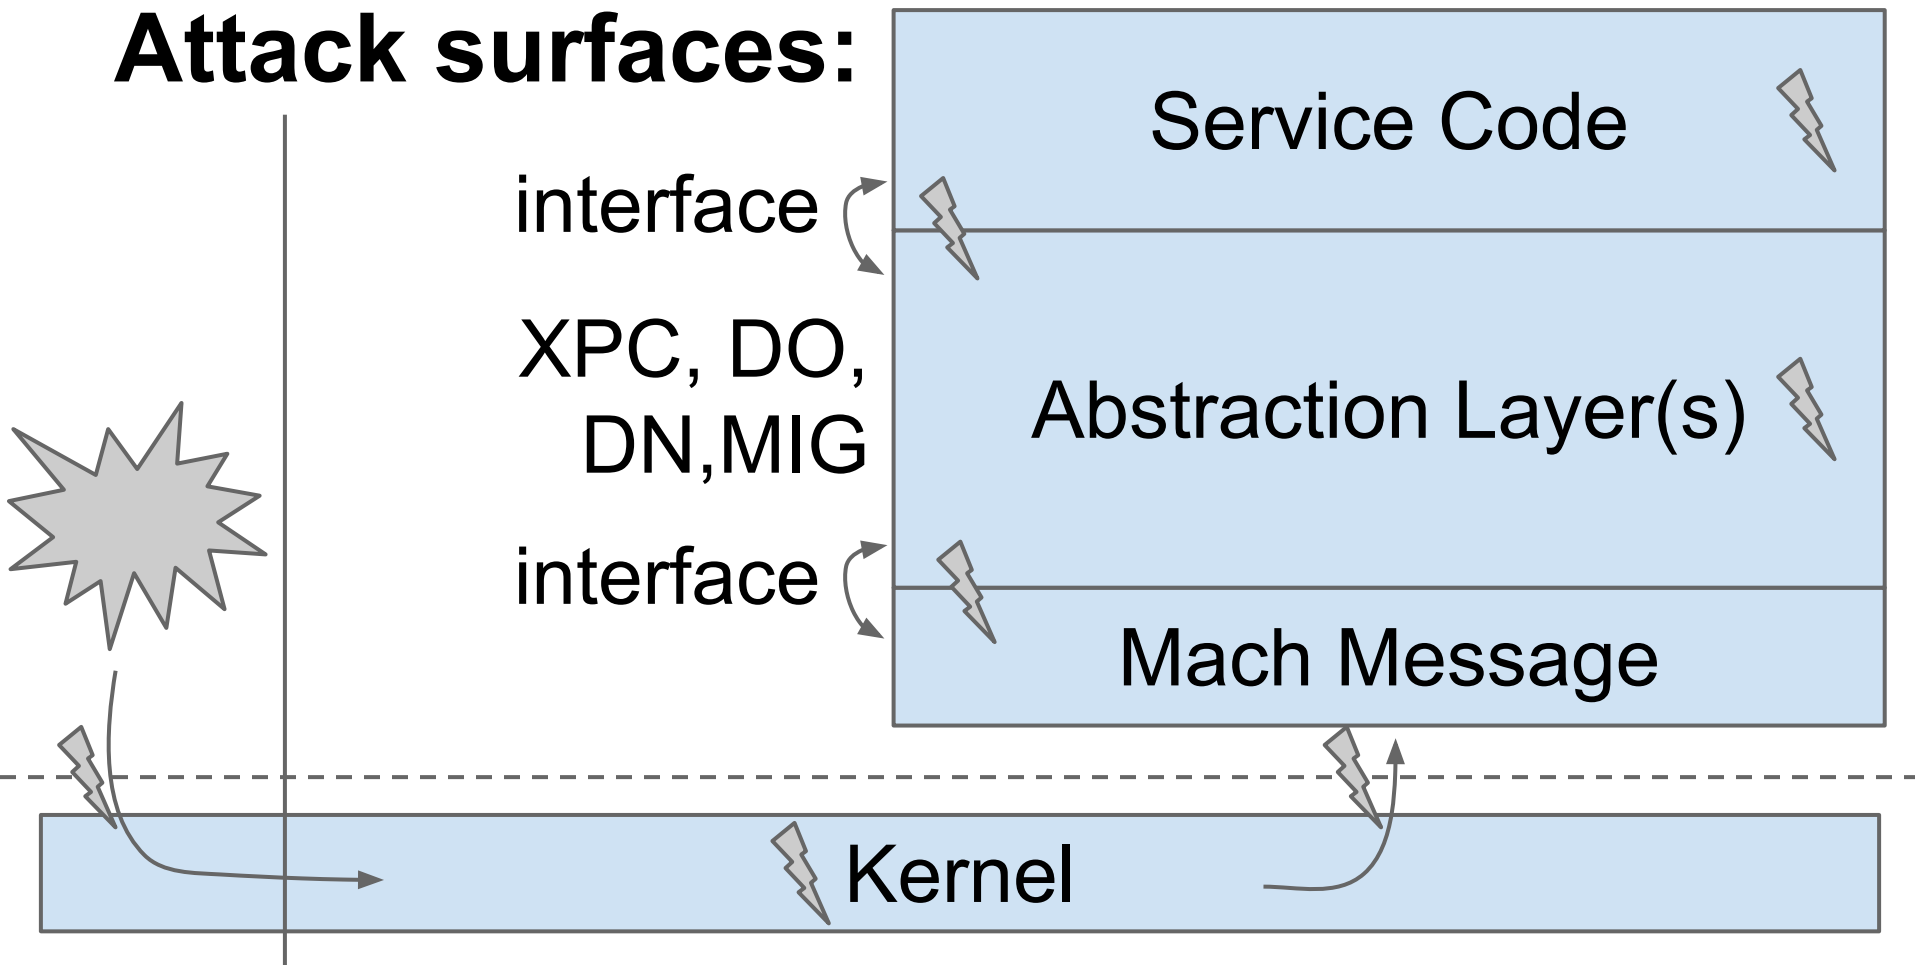 Attack surfaces:
Service Code
interface
XPC, DO,
DN,MIG
Abstraction Layer(s)
interface
Mach Message
Kernel